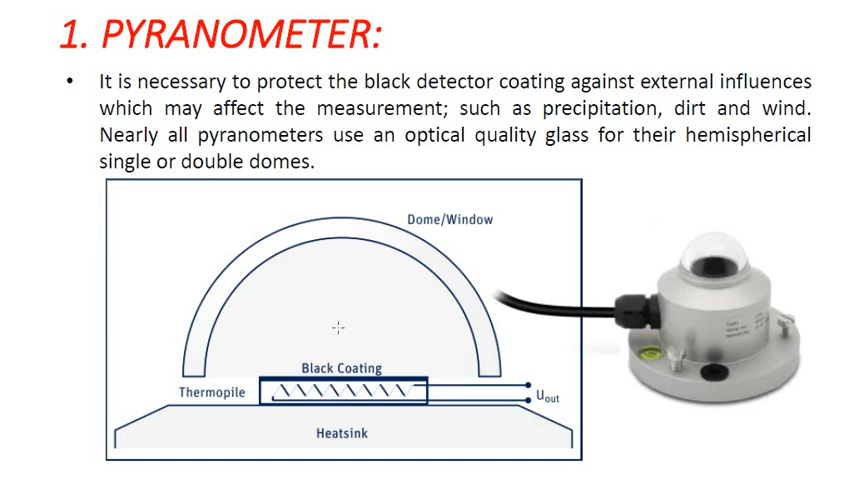 1. PYRANOMETER:
• It is necessary to protect the black detector coating against external influences
which may affect the measurement; such as precipitation, dirt and wind.
Nearly all pyranometers use an optical quality glass for their hemispherical
single or double domes.
Dome/Window
Black Coating
Thermopile
Uout
Heatsink